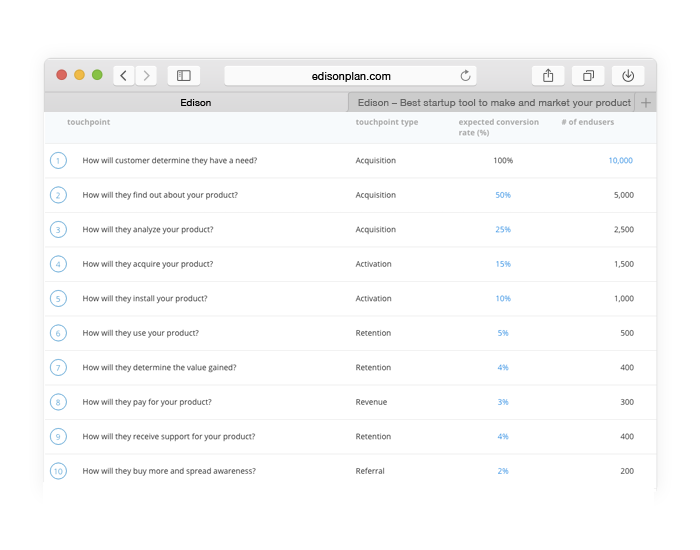 edisonplan.com
Edison
Edison – Best startup tool to make and market your product
touchpoint touchpoint type expected conversion # of endusers
rate (%)
1 How will customer determine they have a need? Acquisition 100% 10,000
2 How will they find out about your product? Acquisition 50% 5,000
3 How will they analyze your product? Acquisition 25% 2,500
4 How will they acquire your product? Activation 15% 1,500
5 How will they install your product? Activation 10% 1,000
6 How will they use your product? Retention 5% 500
7 How will they determine the value gained? Retention 4% 400
8 How will they pay for your product? Revenue 3% 300
9 How will they receive support for your product? Retention 4% 400
10 How will they buy more and spread awareness? Referral 2% 200